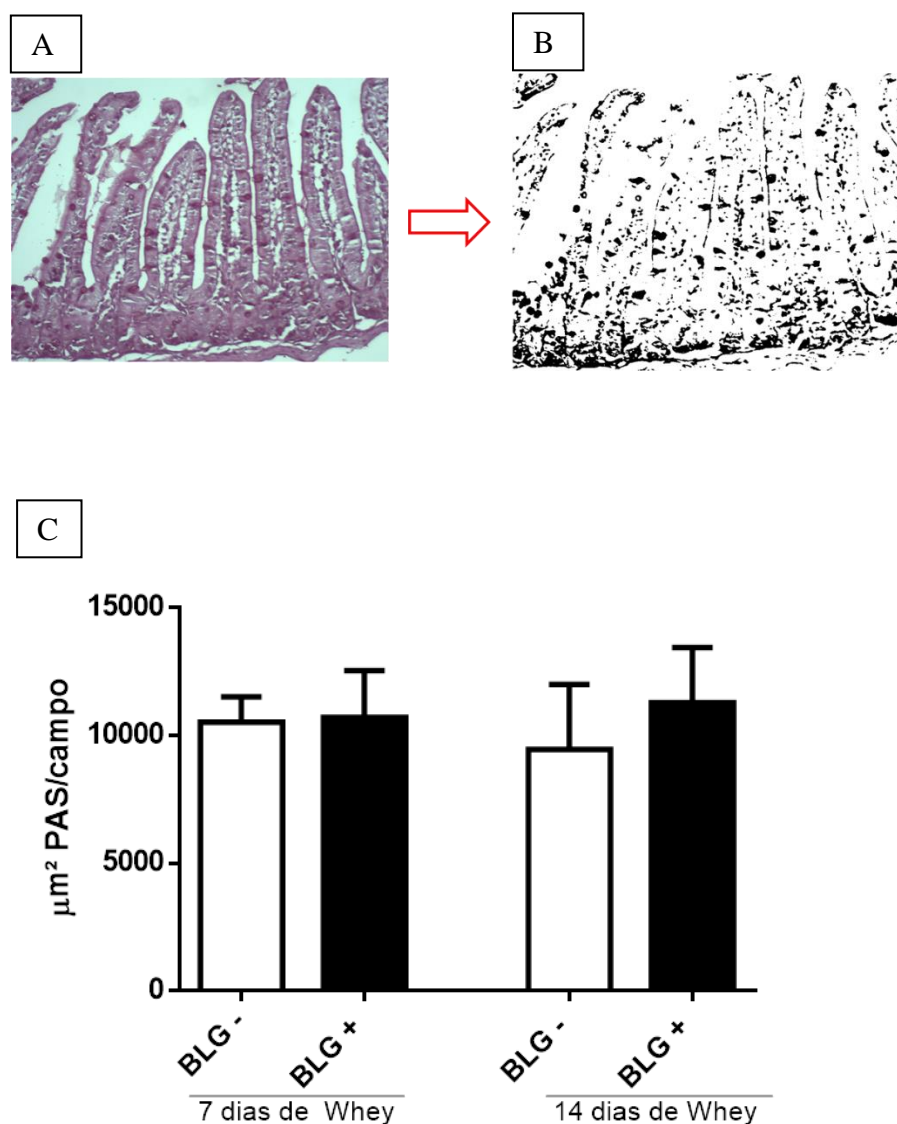 A
B
C
15000
10000
5000
0
µm² PAS/campo
BLG -
BLG +
BLG -
BLG +
7 dias de Whey
14 dias de Whey